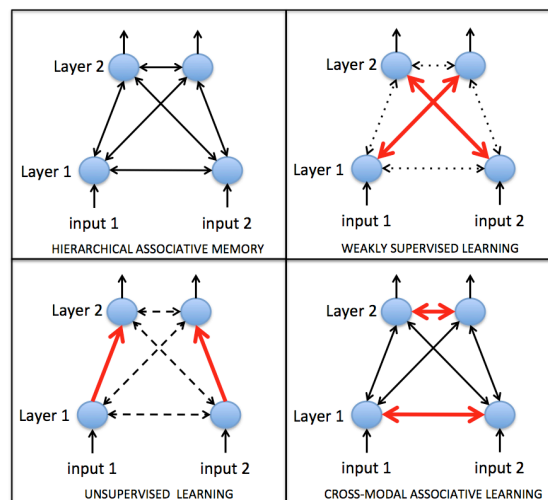 Layer 2
Layer 1
input 1 input 2
HIERARCHICAL ASSOCIATIVE MEMORY
Layer 2
Layer 1
input 1 input 2
WEAKLY SUPERVISED LEARNING
Layer 2
Layer 1
input 1 input 2
UNSUPERVISED LEARNING
Layer 2
Layer 1
input 1 input 2
CROSS-MODAL ASSOCIATIVE LEARNING